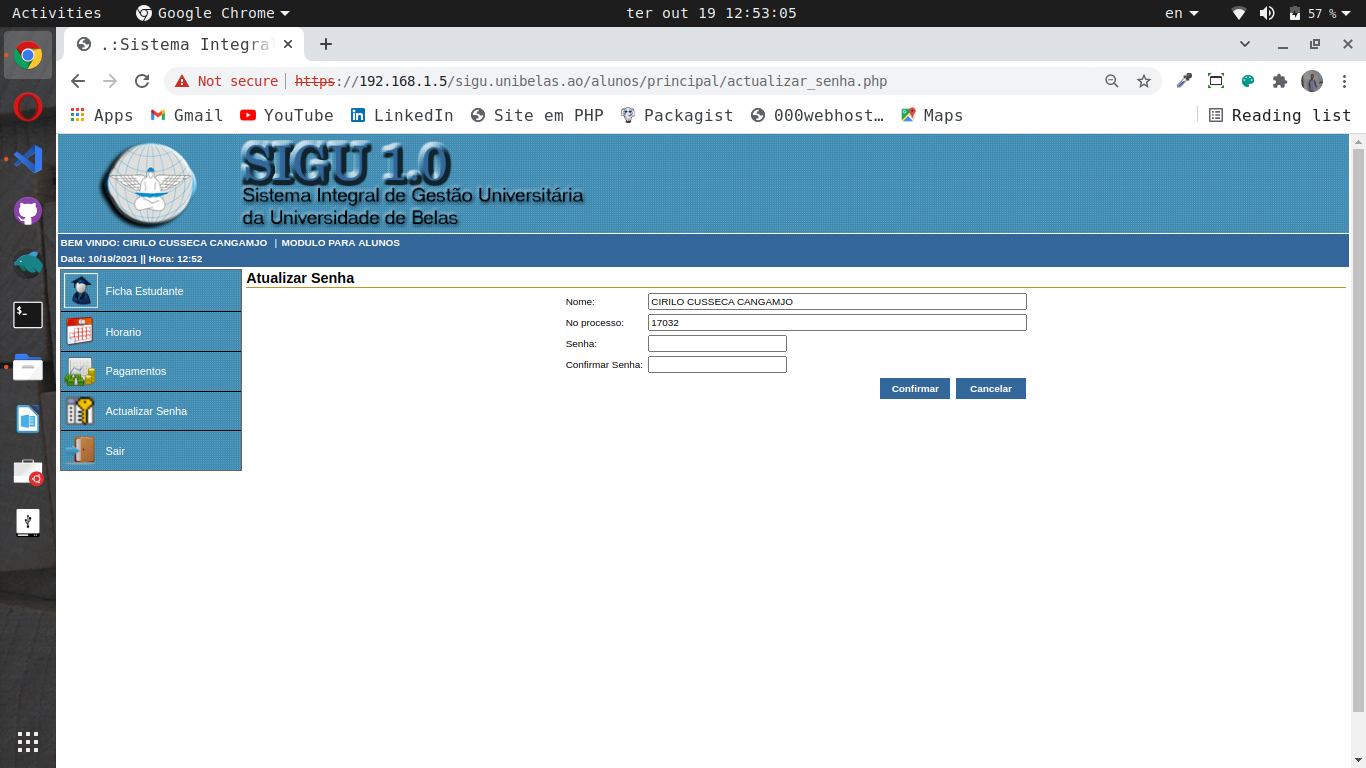 Activities Google Chrome ter out 19 12:53:05 en 57 %
.:Sistema Integra
Not secure https://192.168.1.5/sigu.unibelas.ao/alunos/principal/actualizar_senha.php
Apps Gmail YouTube LinkedIn Site em PHP Packagist 000webhost… Maps Reading list
SIGU 1.0
Sistema Integral de Gestão Universitária
da Universidade de Belas
BEM VINDO: CIRILO CUSSECA CANGAMJO | MODULO PARA ALUNOS
Data: 10/19/2021 || Hora: 12:52
Ficha Estudante
Horario
Pagamentos
Actualizar Senha
Sair
Atualizar Senha
Nome: CIRILO CUSSECA CANGAMJO
No processo: 17032
Senha:
Confirmar Senha:
Confirmar Cancelar